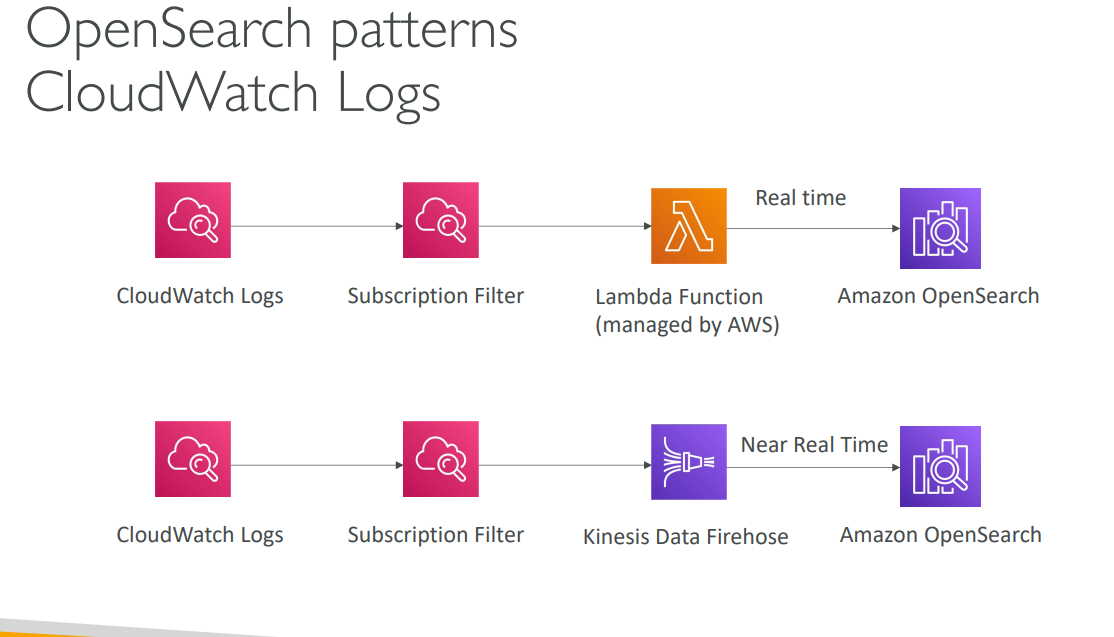 OpenSearch patterns
CloudWatch Logs
Real time
CloudWatch Logs
Subscription Filter
Lambda Function
(managed by AWS)
Amazon OpenSearch
Near Real Time
CloudWatch Logs
Subscription Filter
Kinesis Data Firehose
Amazon OpenSearch